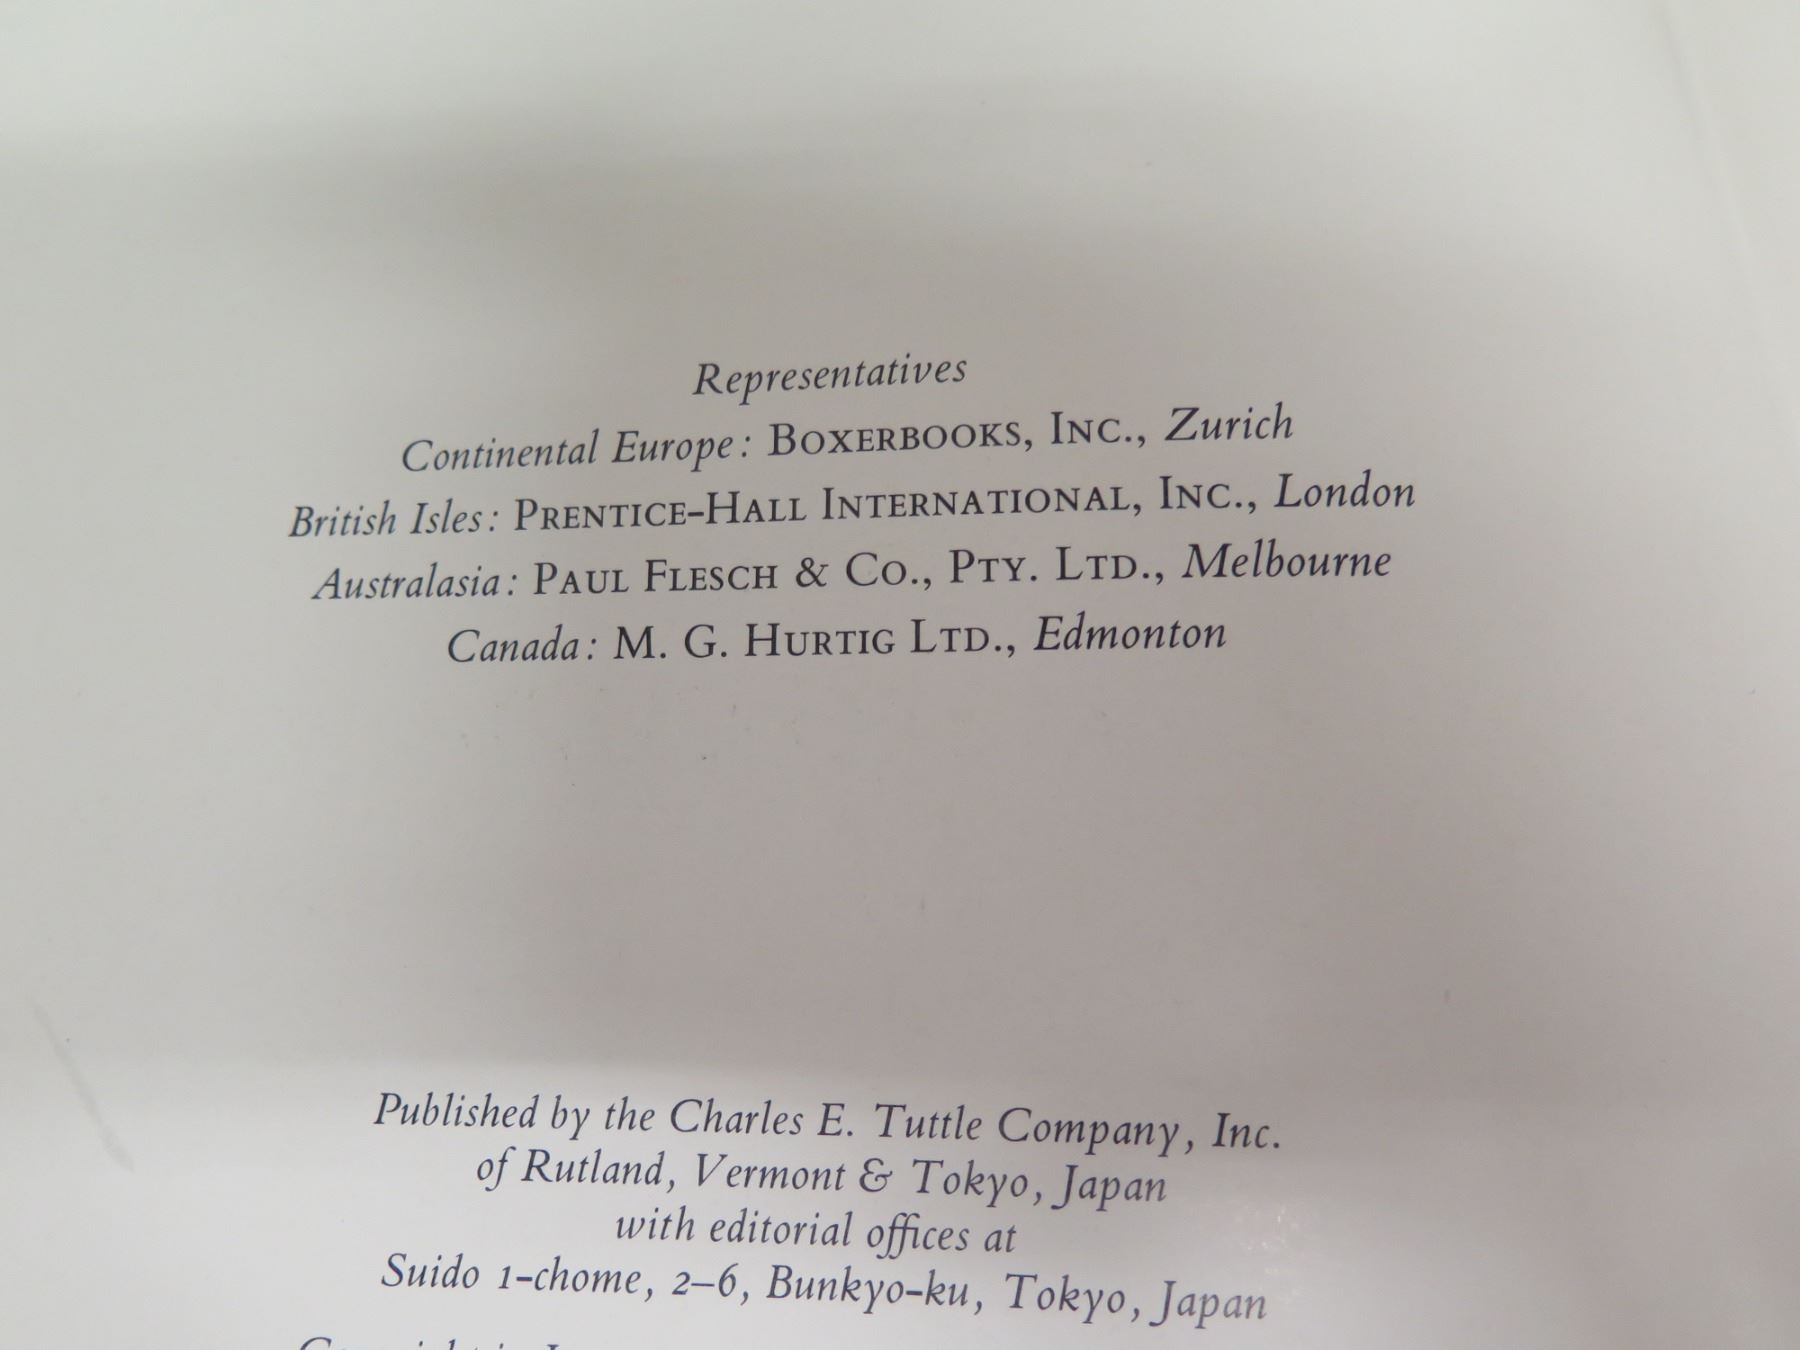 Representatives
Continental Europe: BOXERBOOKS, INC., Zurich
British Isles: PRENTICE-HALL INTERNATIONAL, INC., London
Australasia: PAUL FLESCH & CO., PTY. LTD., Melbourne
Canada: M. G. HURTIG LTD., Edmonton
Published by the Charles E. Tuttle Company, Inc.
of Rutland, Vermont & Tokyo, Japan
with editorial offices at
Suido 1-chome, 2–6, Bunkyo-ku, Tokyo, Japan